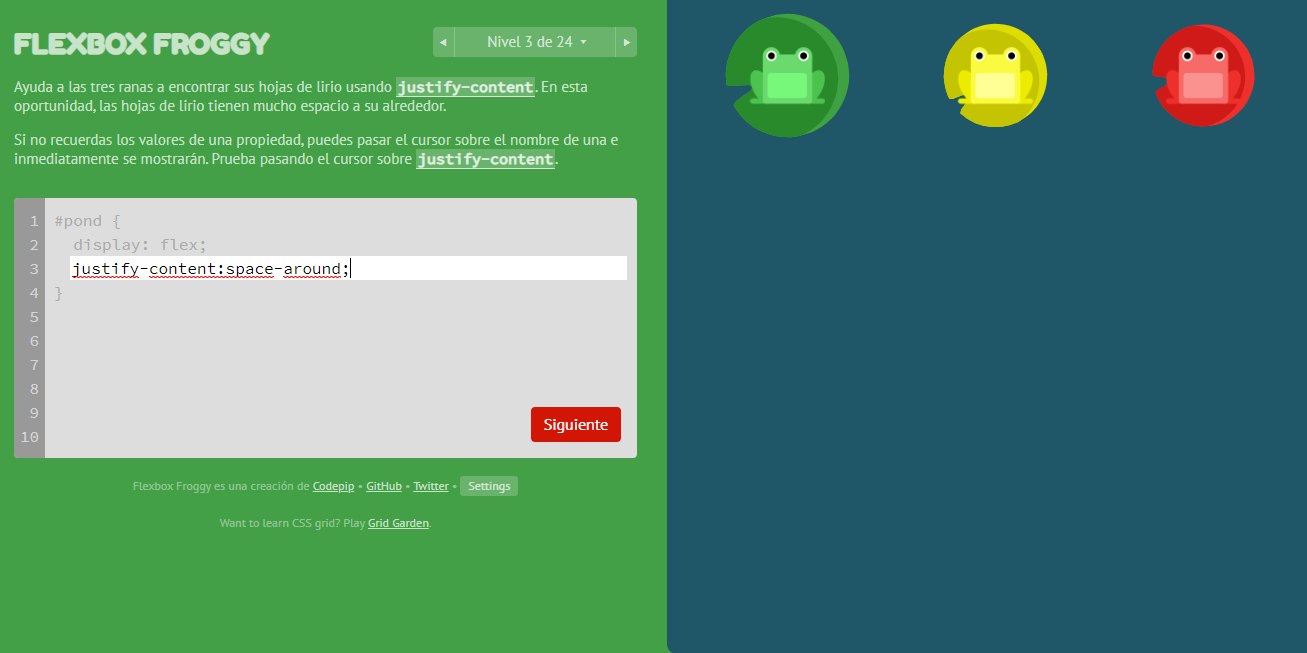 FLEXBOX FROGGY
Nivel 3 de 24
Ayuda a las tres ranas a encontrar sus hojas de lirio usando justify-content. En esta
oportunidad, las hojas de lirio tienen mucho espacio a su alrededor.
Si no recuerdas los valores de una propiedad, puedes pasar el cursor sobre el nombre de una e
inmediatamente se mostrarán. Prueba pasando el cursor sobre justify-content.
1 #pond {
2 display: flex;
3 justify-content:space-around;
4 }
5
6
7
8
9
10
Siguiente
Flexbox Froggy es una creación de Codepip • GitHub • Twitter • Settings
Want to learn CSS grid? Play Grid Garden.